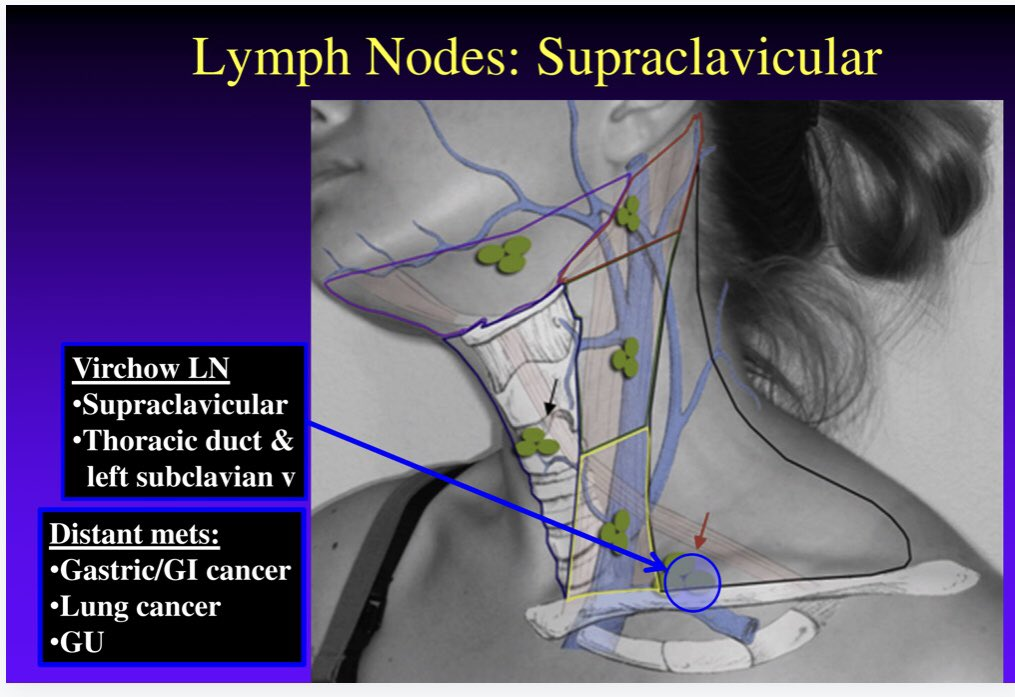 Lymph Nodes: Supraclavicular
Virchow LN
•Supraclavicular
•Thoracic duct &
left subclavian v
Distant mets:
•Gastric/GI cancer
•Lung cancer
•GU